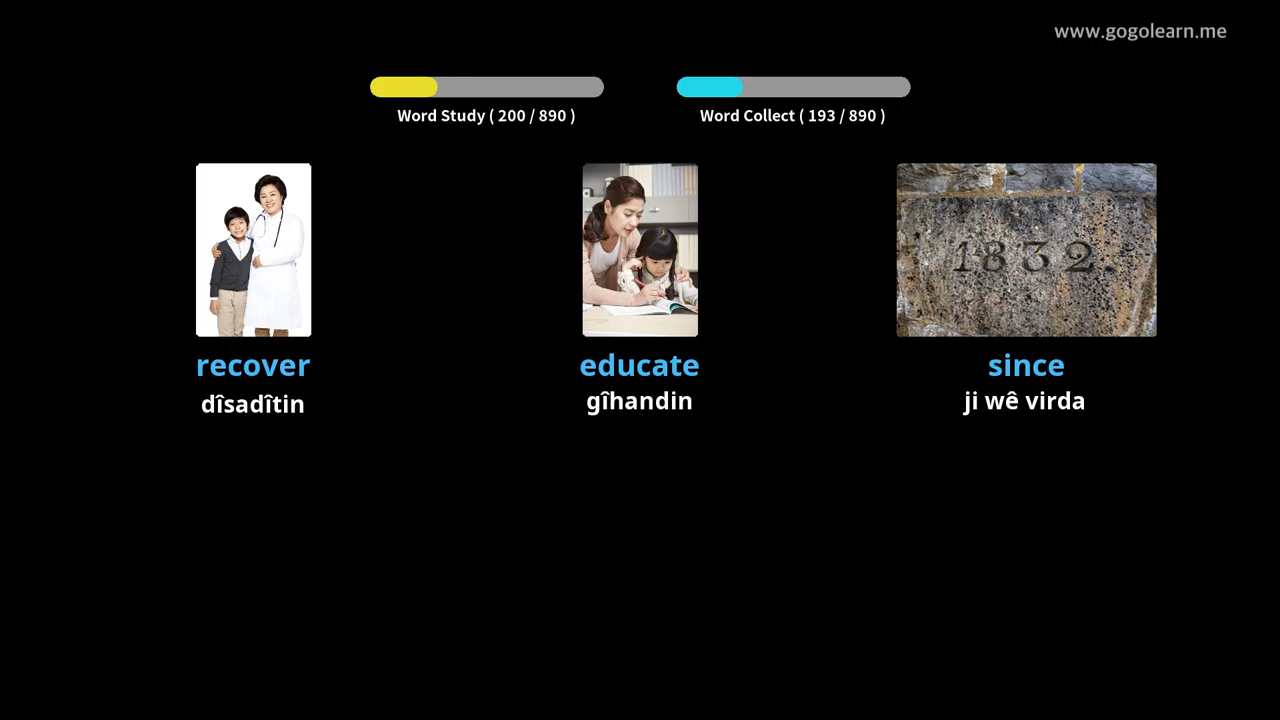 www.gogolearn.me
Word Study ( 200 / 890 )
Word Collect ( 193 / 890 )
1832.
recover
educate
since
dîsadîtin
gîhandin
ji wê virda